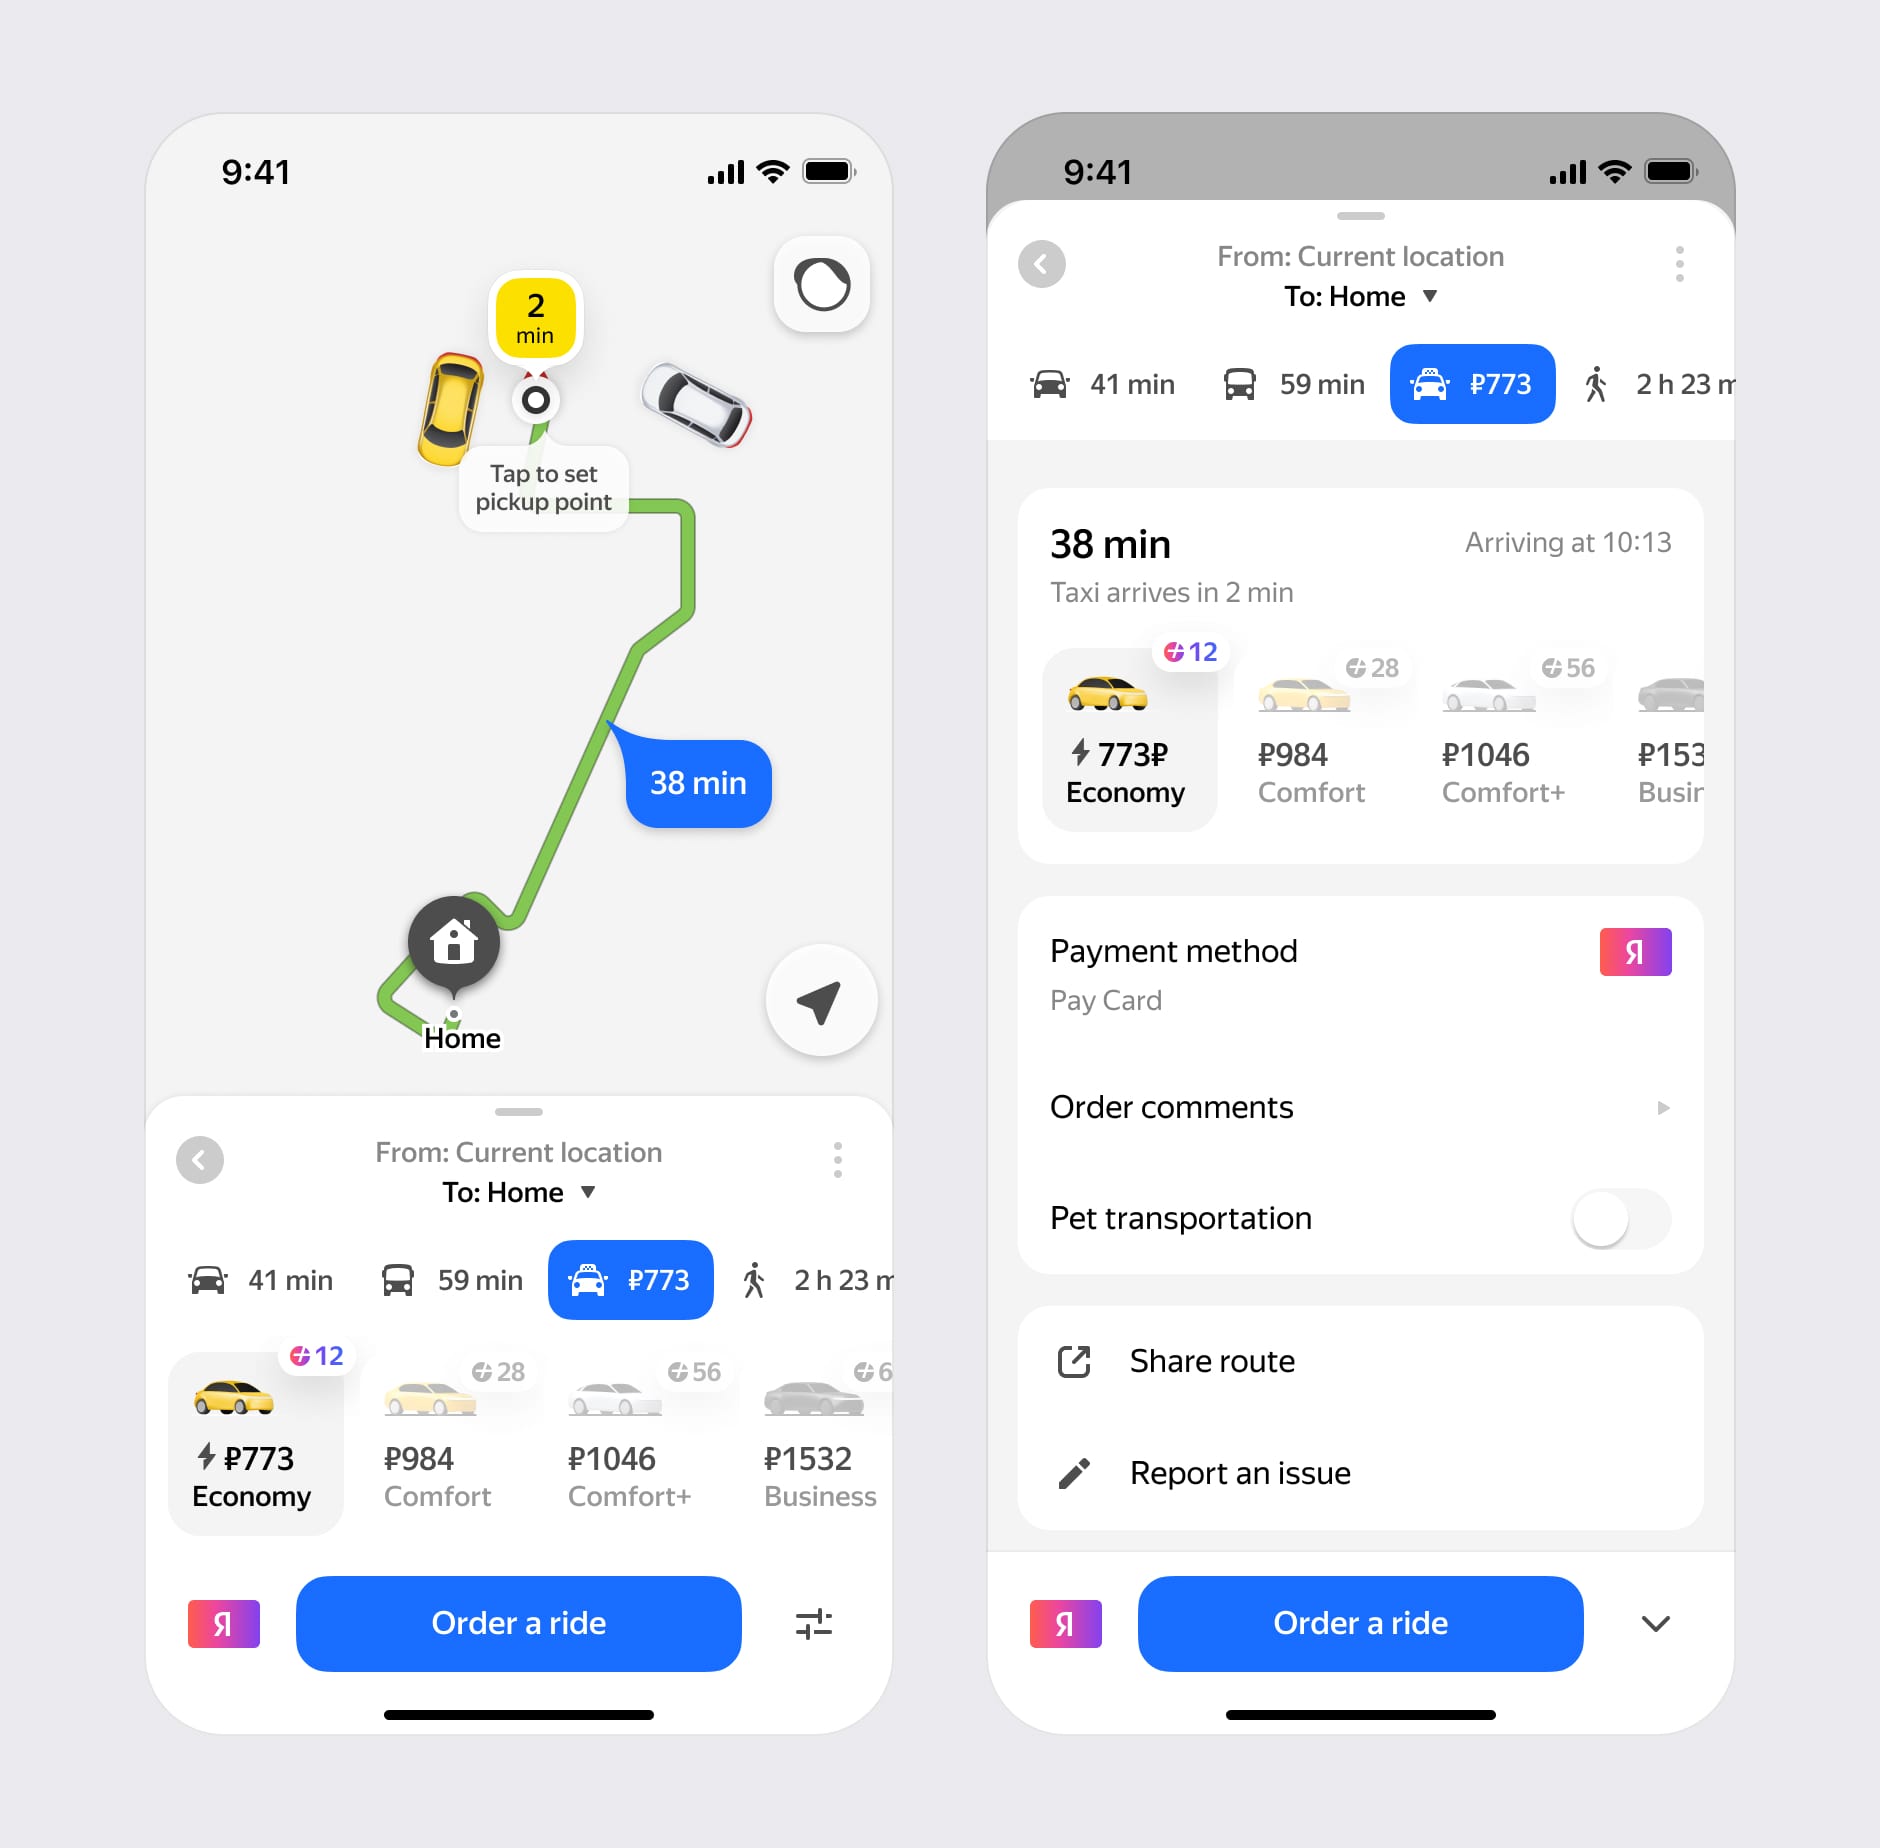 9:41
2
min
Tap to set
pickup point
38 min
Home
From: Current location
To: Home
41 min
59 min
₽773
2 h 23 m
12
28
56
6
₽773
₽984
₽1046
₽1532
Economy
Comfort
Comfort+
Business
Я
Order a ride
9:41
From: Current location
To: Home
41 min
59 min
₽773
2 h 23 m
38 min
Arriving at 10:13
Taxi arrives in 2 min
12
28
56
773₽
₽984
₽1046
₽153
Economy
Comfort
Comfort+
Busin
Payment method
Я
Pay Card
Order comments
Pet transportation
Share route
Report an issue
Я
Order a ride